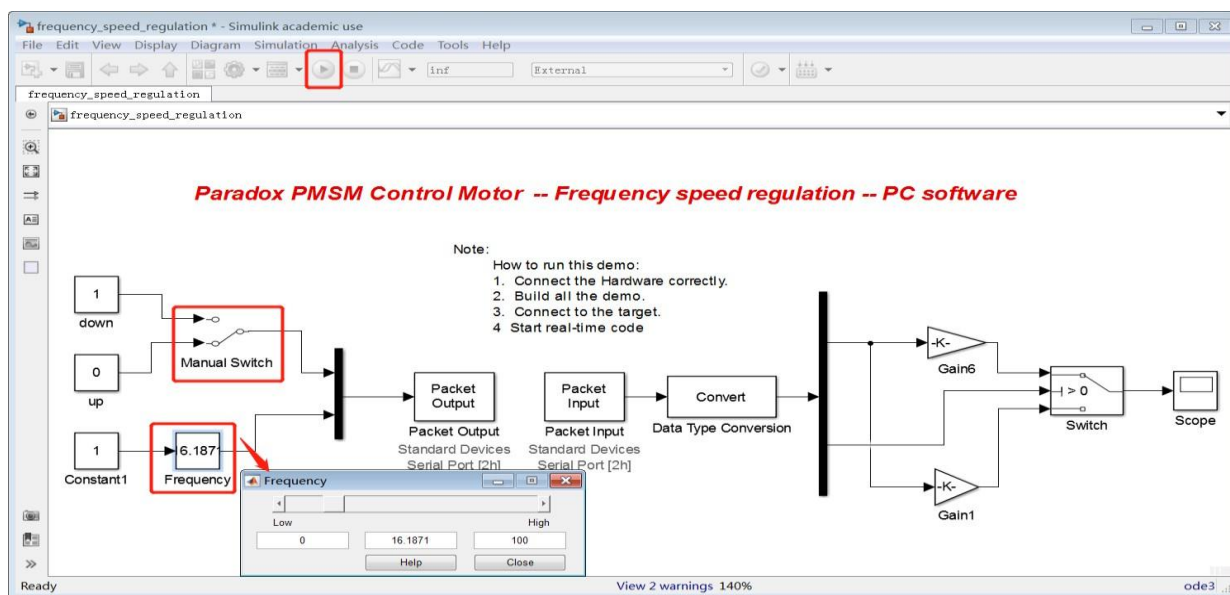 frequency_speed_regulation * - Simulink academic use
File Edit View Display Diagram Simulation Analysis Code Tools Help
inf External
frequency_speed_regulation
frequency_speed_regulation
Paradox PMSM Control Motor -- Frequency speed regulation -- PC software
Note:
How to run this demo:
1. Connect the Hardware correctly.
2. Build all the demo.
3. Connect to the target.
4 Start real-time code
1
down
Manual Switch
0
up
1
Constant1
6.1871
Frequency
Packet
Output
Packet Output
Standard Devices
Serial Port [2h]
Packet
Input
Packet Input
Standard Devices
Serial Port [2h]
Convert
Data Type Conversion
-K-
Gain6
> 0
Switch
Scope
-K-
Gain1
Frequency
Low High
0 16.1871 100
Help Close
Ready View 2 warnings 140% ode3